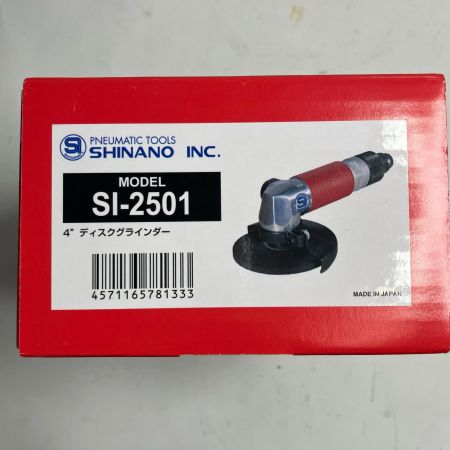 SI
PNEUMATIC TOOLS
SHINANO INC.
MODEL
SI-2501
4" ディスクグラインダー
4571165781333
MADE IN JAPAN